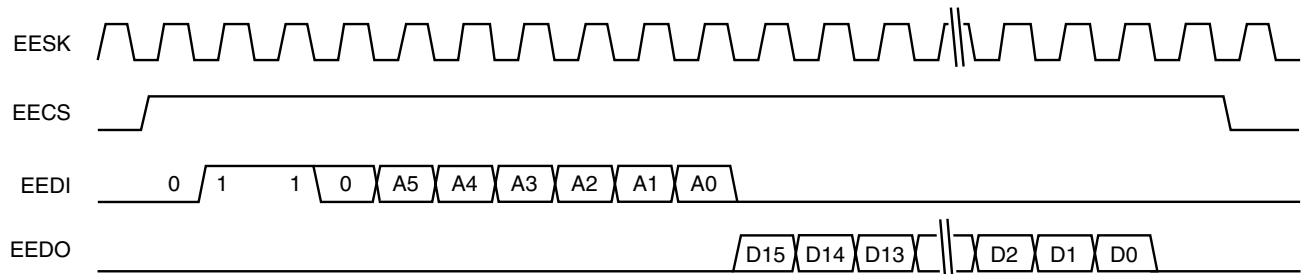 EESK
EECS
EEDI 0 1 1 0 A5 A4 A3 A2 A1 A0
EEDO D15 D14 D13 D2 D1 D0